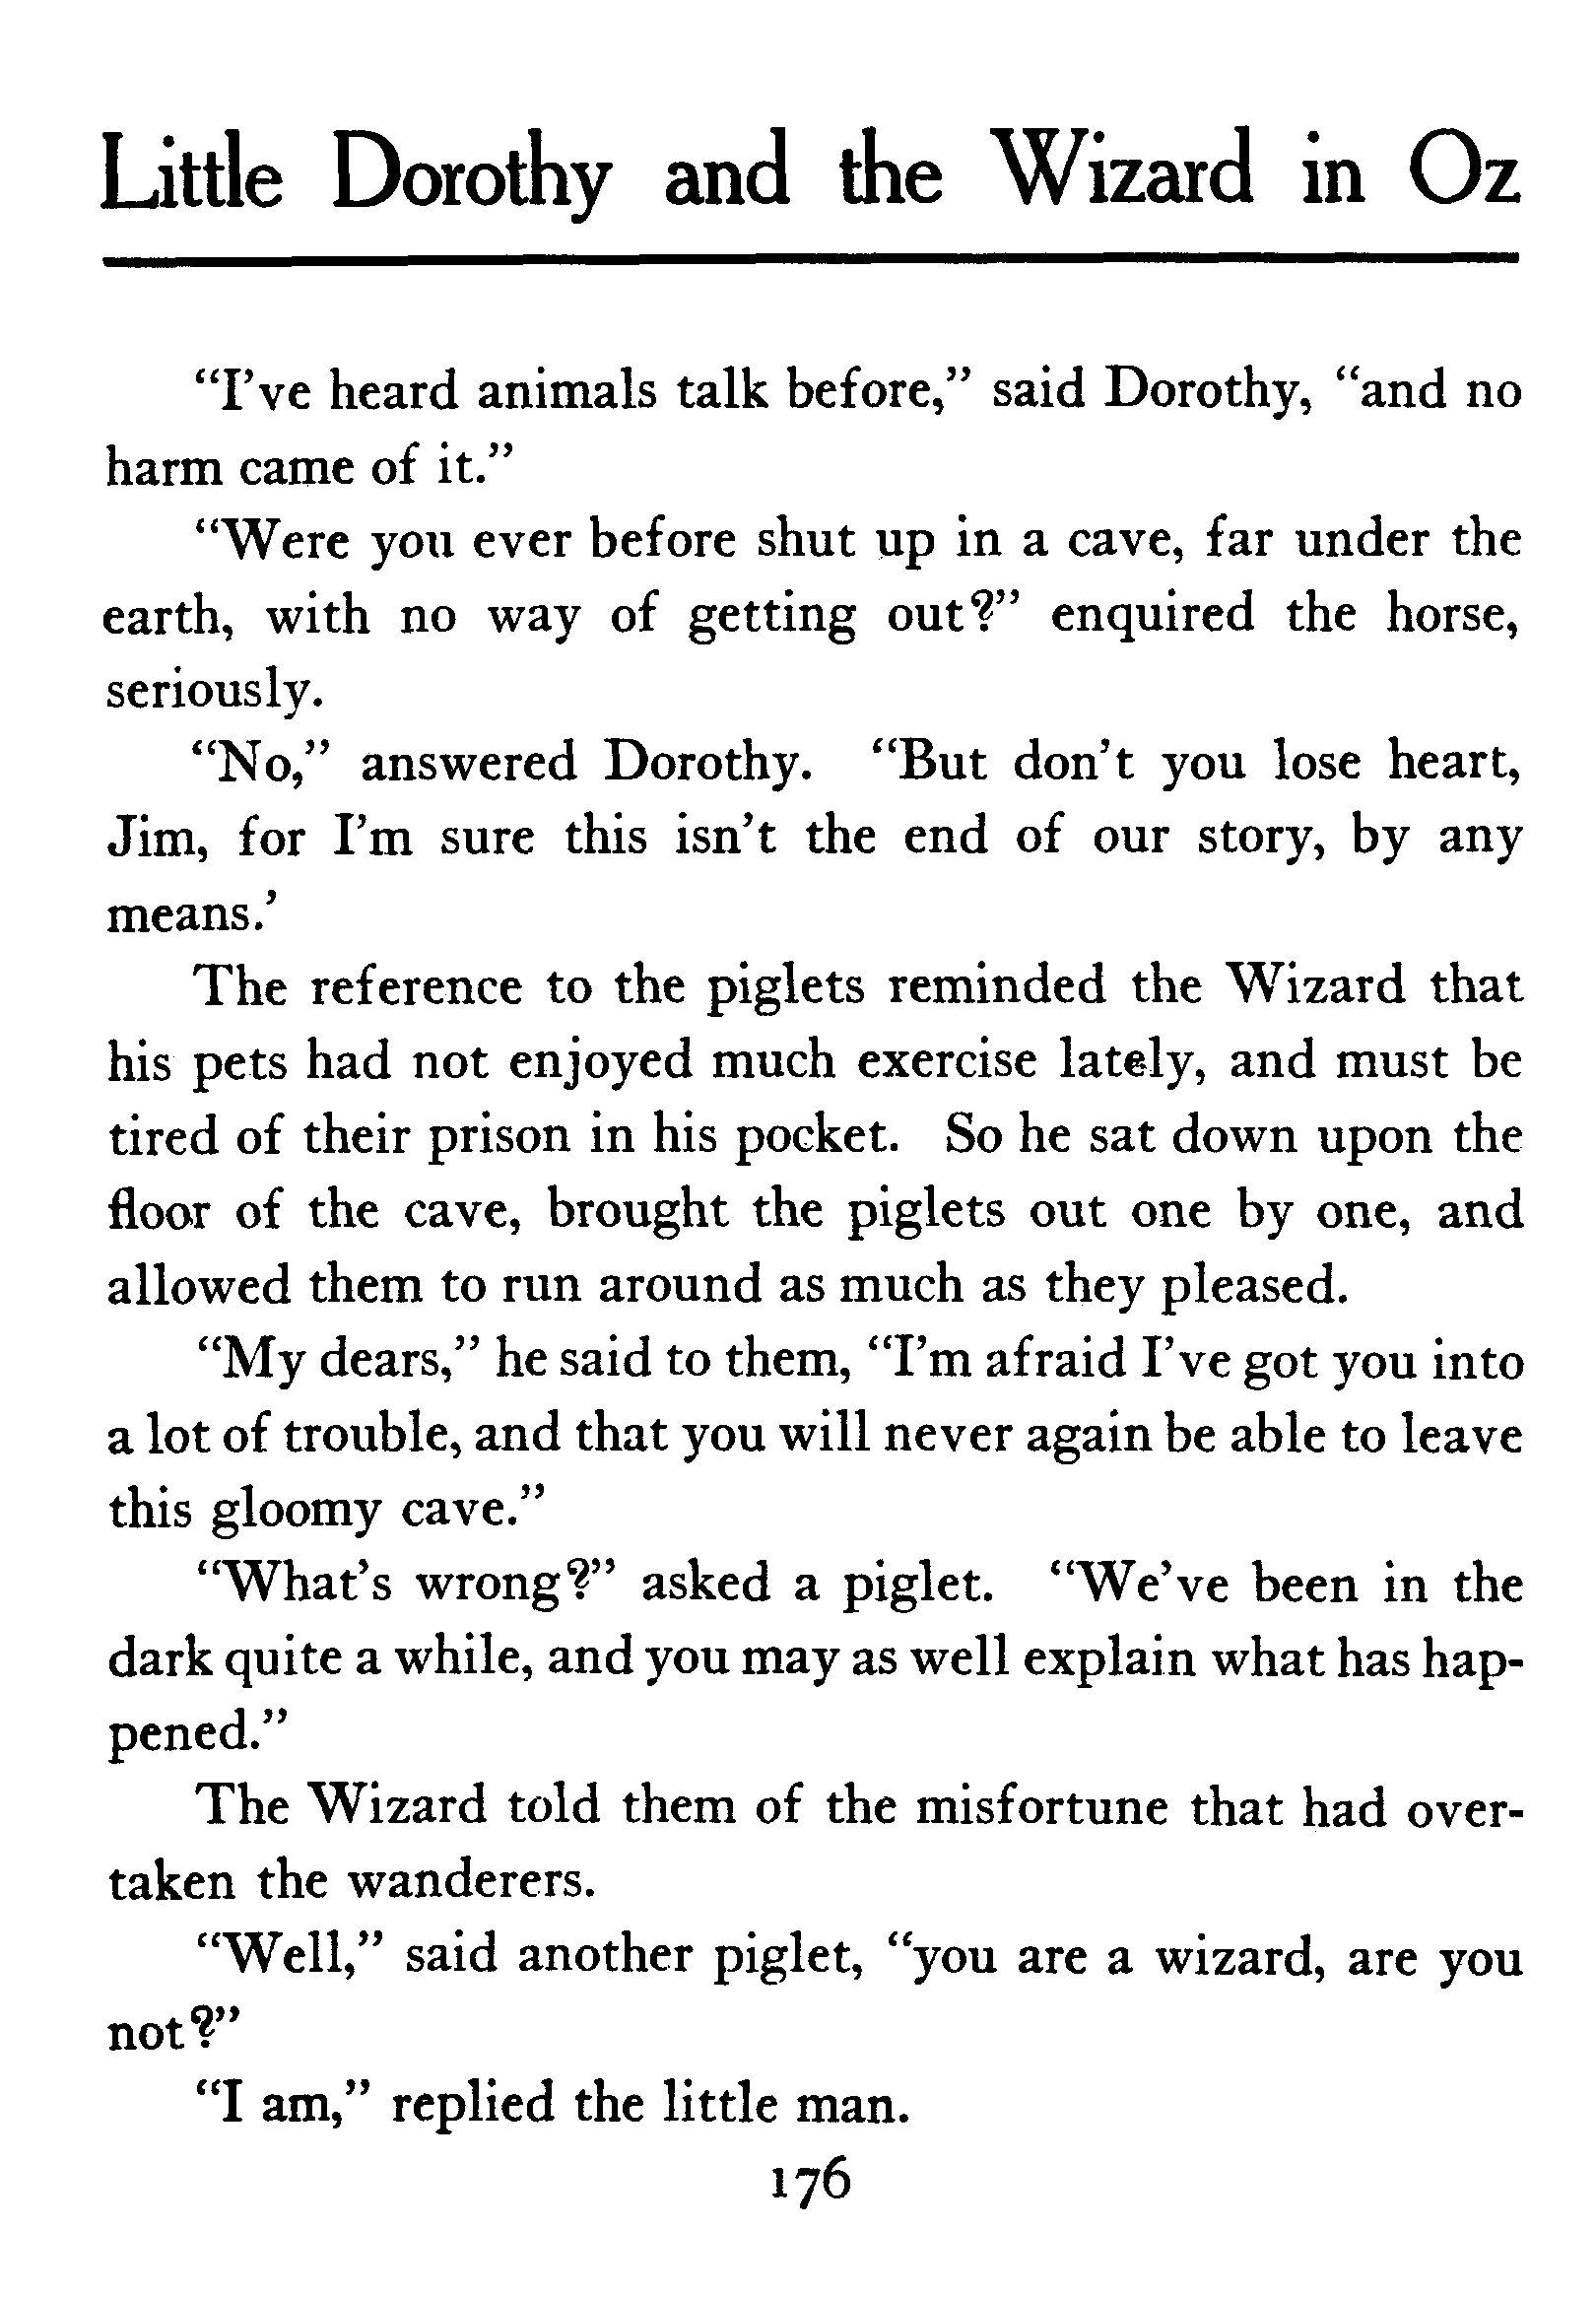 Little Dorothy and the Wizard in Oz
“I’ve heard animals talk before,” said Dorothy, “and no
harm came of it.”
“Were you ever before shut up in a cave, far under the
earth, with no way of getting out?” enquired the horse,
seriously.
“No,” answered Dorothy. “But don’t you lose heart,
Jim, for I’m sure this isn’t the end of our story, by any
means.’
The reference to the piglets reminded the Wizard that
his pets had not enjoyed much exercise lately, and must be
tired of their prison in his pocket. So he sat down upon the
floor of the cave, brought the piglets out one by one, and
allowed them to run around as much as they pleased.
“My dears,” he said to them, “I’m afraid I’ve got you into
a lot of trouble, and that you will never again be able to leave
this gloomy cave.”
“What’s wrong?” asked a piglet. “We’ve been in the
dark quite a while, and you may as well explain what has hap-
pened.”
The Wizard told them of the misfortune that had over-
taken the wanderers.
“Well,” said another piglet, “you are a wizard, are you
not?”
“I am,” replied the little man.
176